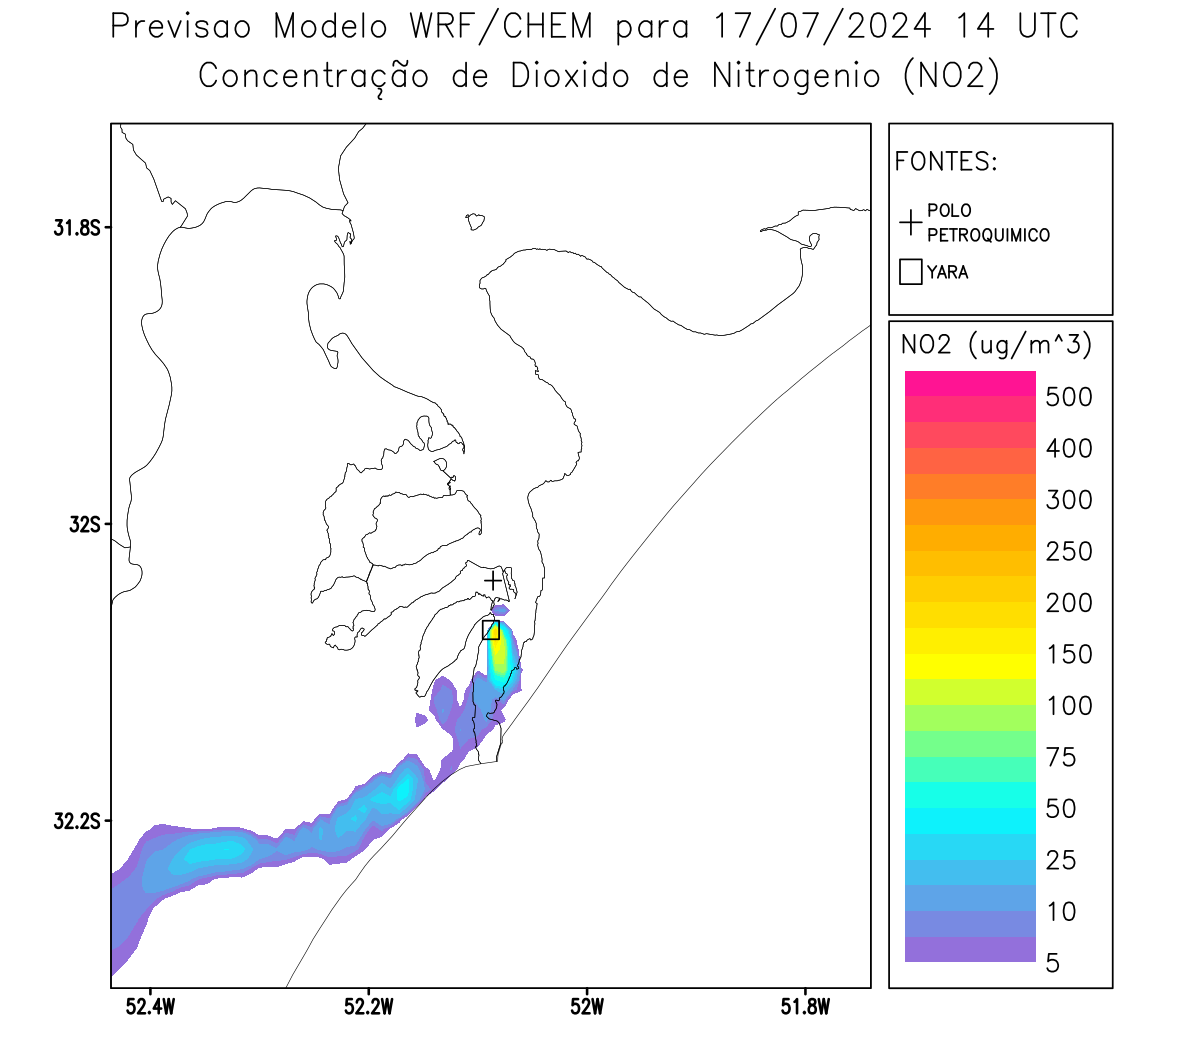 Previsao Modelo WRF/CHEM para 17/07/2024 14 UTC
Concentração de Dioxido de Nitrogenio (NO2)
FONTES:
POLO
PETROQUIMICO
YARA
NO2 (ug/m^3)
500
400
300
250
200
150
100
75
50
25
10
5
31.8S
32S
32.2S
52.4W
52.2W
52W
51.8W